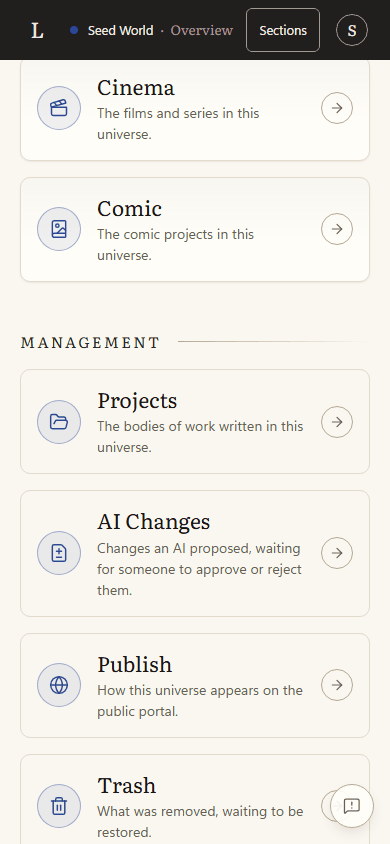 L
Seed World · Overview
Sections
S
Cinema
The films and series in this
universe.
Comic
The comic projects in this
universe.
MANAGEMENT
Projects
The bodies of work written in this
universe.
AI Changes
Changes an AI proposed, waiting
for someone to approve or reject
them.
Publish
How this universe appears on the
public portal.
Trash
What was removed, waiting to be
restored.